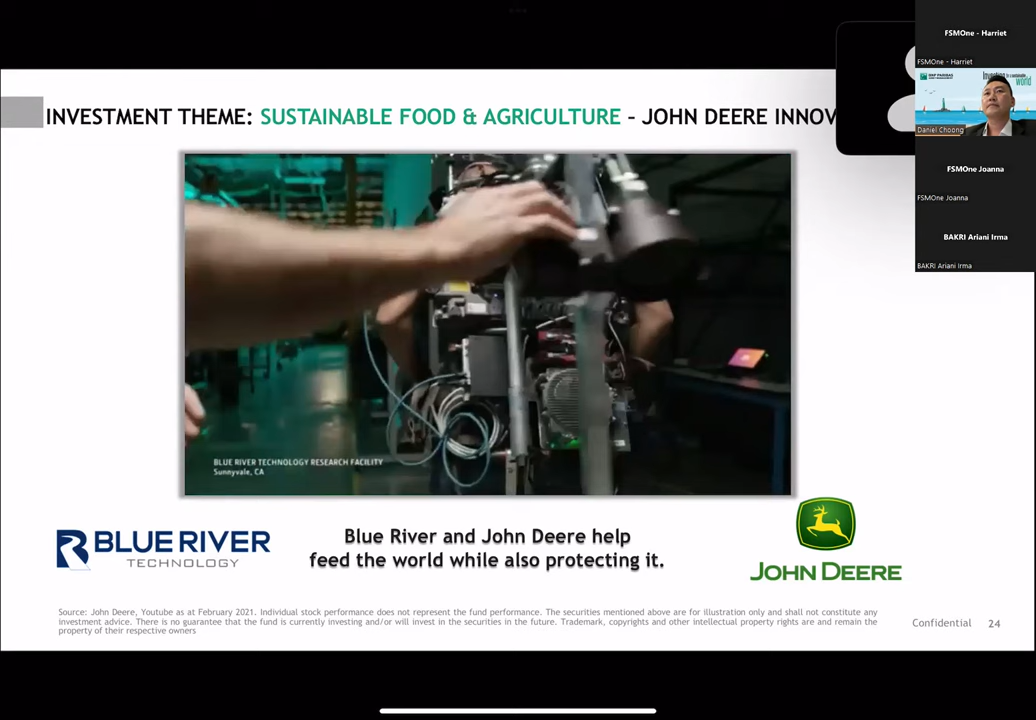 INVESTMENT THEME: SUSTAINABLE FOOD & AGRICULTURE - JOHN DEERE INNOV
BLUE RIVER TECHNOLOGY RESEARCH FACILITY
Sunnyvale, CA
BLUE RIVER
TECHNOLOGY
Blue River and John Deere help
feed the world while also protecting it.
JOHN DEERE
Source: John Deere, Youtube as at February 2021. Individual stock performance does not represent the fund performance. The securities mentioned above are for illustration only and shall not constitute any
investment advice. There is no guarantee that the fund is currently investing and/or will invest in the securities in the future. Trademark, copyrights and other intellectual property rights are and remain the
property of their respective owners
Confidential 24
FSMOne - Harriet
FSMOne - Harriet
BNP PARIBAS
world
Daniel Choong
FSMOne Joanna
FSMOne Joanna
BAKRI Ariani Irma
BAKRI Ariani Irma